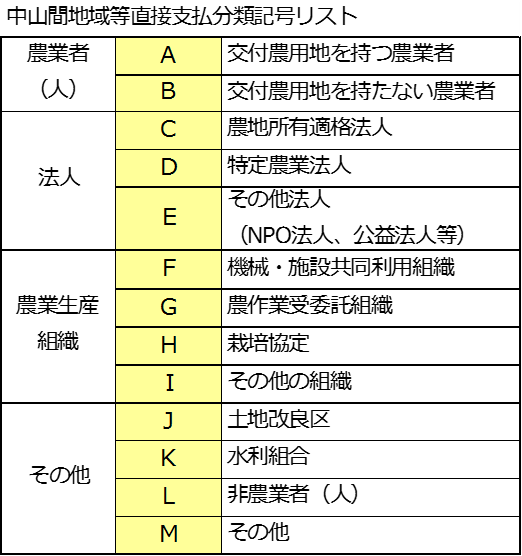 中山間地域等直接支払分類記号リスト
農業者
（人）
A 交付農用地を持つ農業者
B 交付農用地を持たない農業者
法人
C 農地所有適格法人
D 特定農業法人
E その他法人
（NPO法人、公益法人等）
農業生産
組織
F 機械・施設共同利用組織
G 農作業受委託組織
H 栽培協定
I その他の組織
その他
J 土地改良区
K 水利組合
L 非農業者（人）
M その他